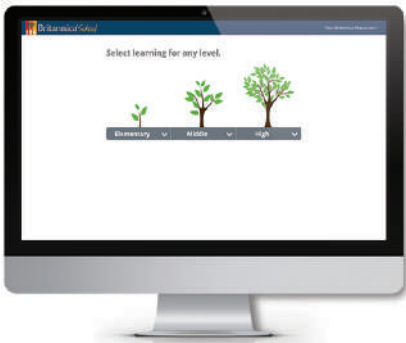 Britannica School
Select learning for any level.
Elementary
Middle
High